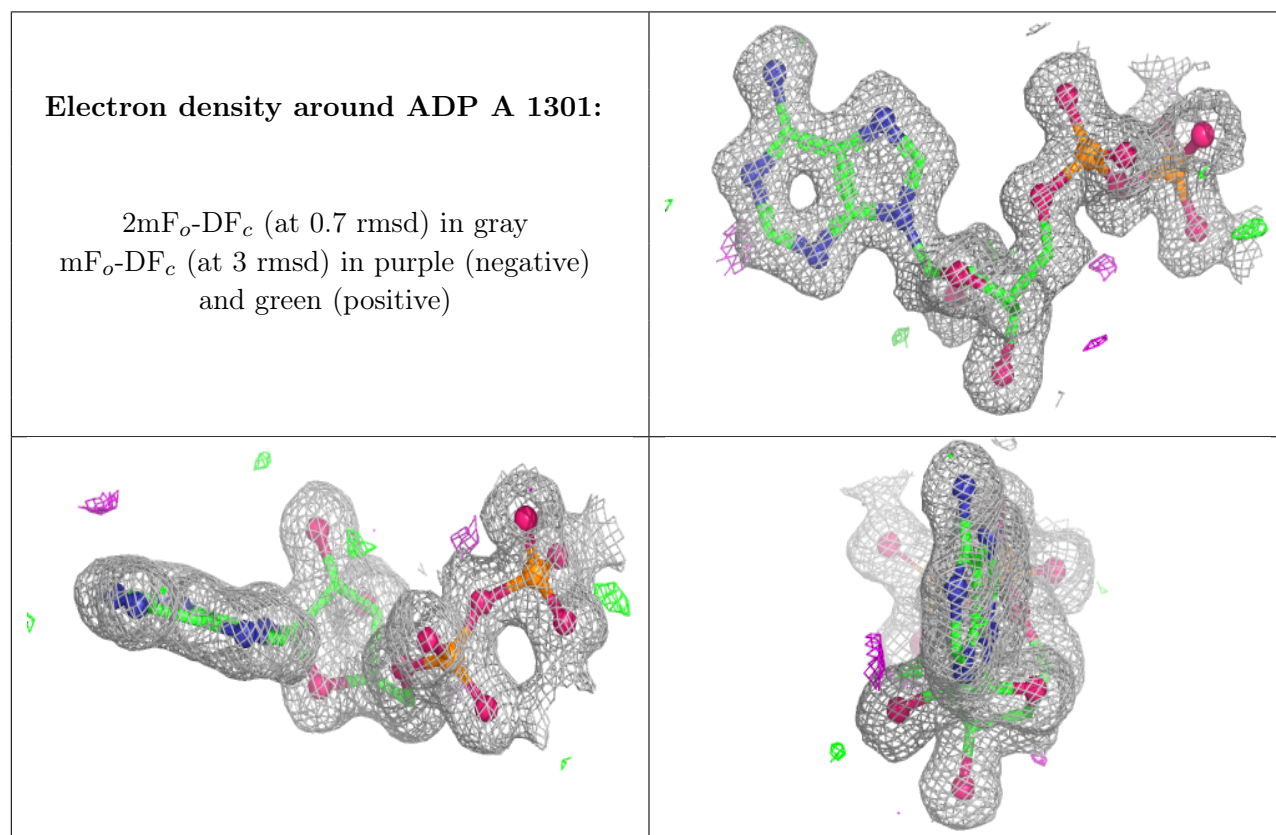 Electron density around ADP A 1301:
2mFo-DFc (at 0.7 rmsd) in gray
mFo-DFc (at 3 rmsd) in purple (negative)
and green (positive)